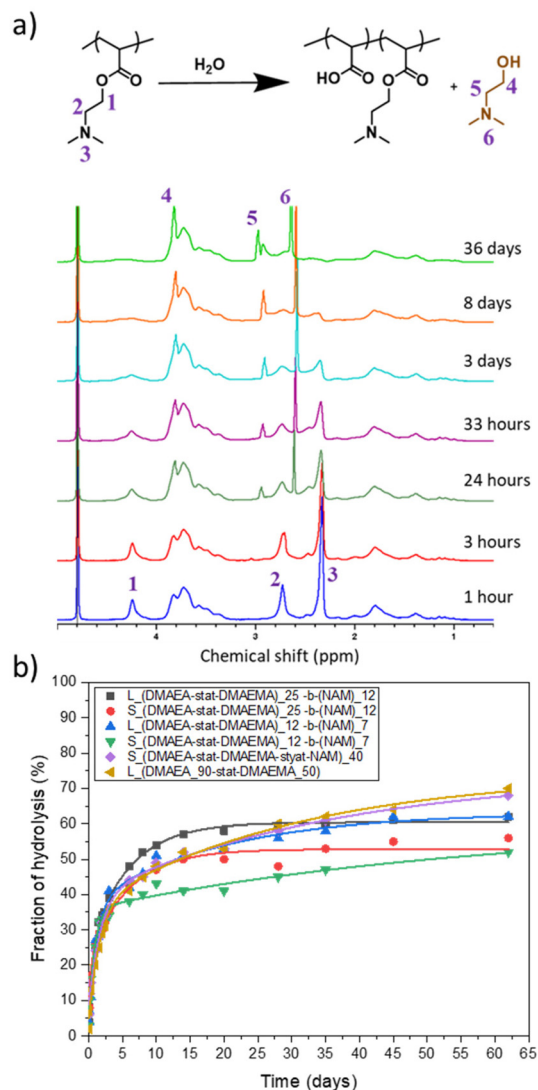 a)
H₂O
O
O
1
2
N
3
HO
O
O
O
N
+
OH
5
4
N
6
4
5
6
36 days
8 days
3 days
33 hours
24 hours
3 hours
1
2
3
1 hour
4
3
2
1
Chemical shift (ppm)
b)
100
90
80
70
60
50
40
30
20
10
0
Fraction of hydrolysis (%)
L_(DMAEA-stat-DMAEMA)_25 -b-(NAM)_12
S_(DMAEA-stat-DMAEMA)_25 -b-(NAM)_12
L_(DMAEA-stat-DMAEMA)_12 -b-(NAM)_7
S_(DMAEA-stat-DMAEMA)_12 -b-(NAM)_7
S_(DMAEA-stat-DMAEMA-styat-NAM)_40
L_(DMAEA_90-stat-DMAEMA_50)
0 5 10 15 20 25 30 35 40 45 50 55 60 65
Time (days)